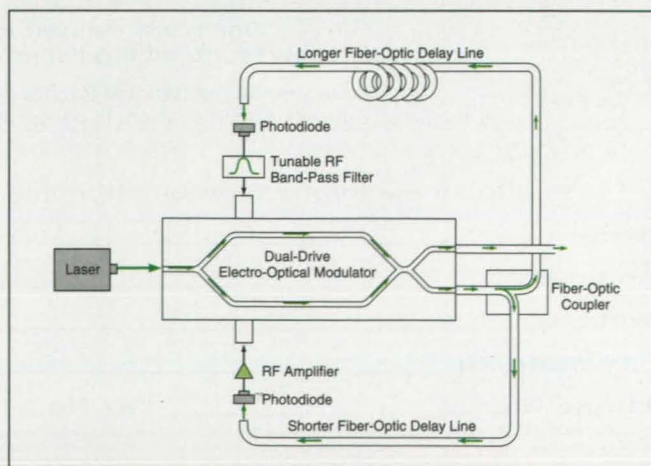 Longer Fiber-Optic Delay Line
Photodiode
Tunable RF
Band-Pass Filter
Laser
Dual-Drive
Electro-Optical Modulator
Fiber-Optic
Coupler
RF Amplifier
Photodiode
Shorter Fiber-Optic Delay Line